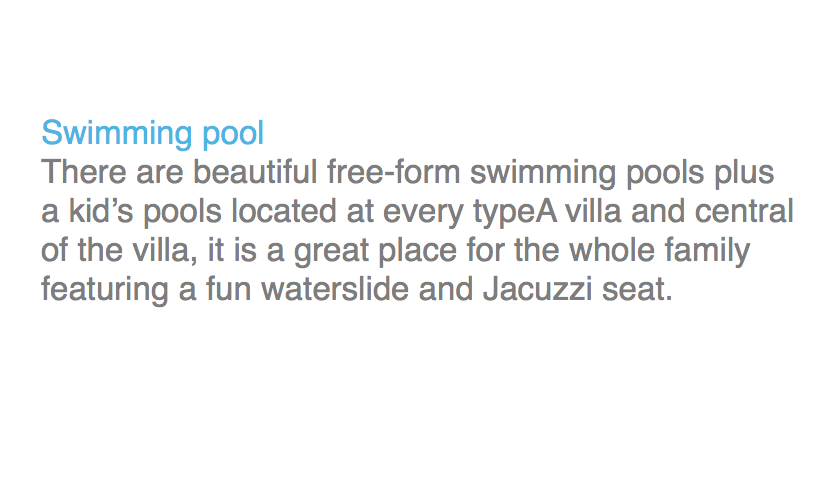 Swimming pool
There are beautiful free-form swimming pools plus
a kid’s pools located at every typeA villa and central
of the villa, it is a great place for the whole family
featuring a fun waterslide and Jacuzzi seat.